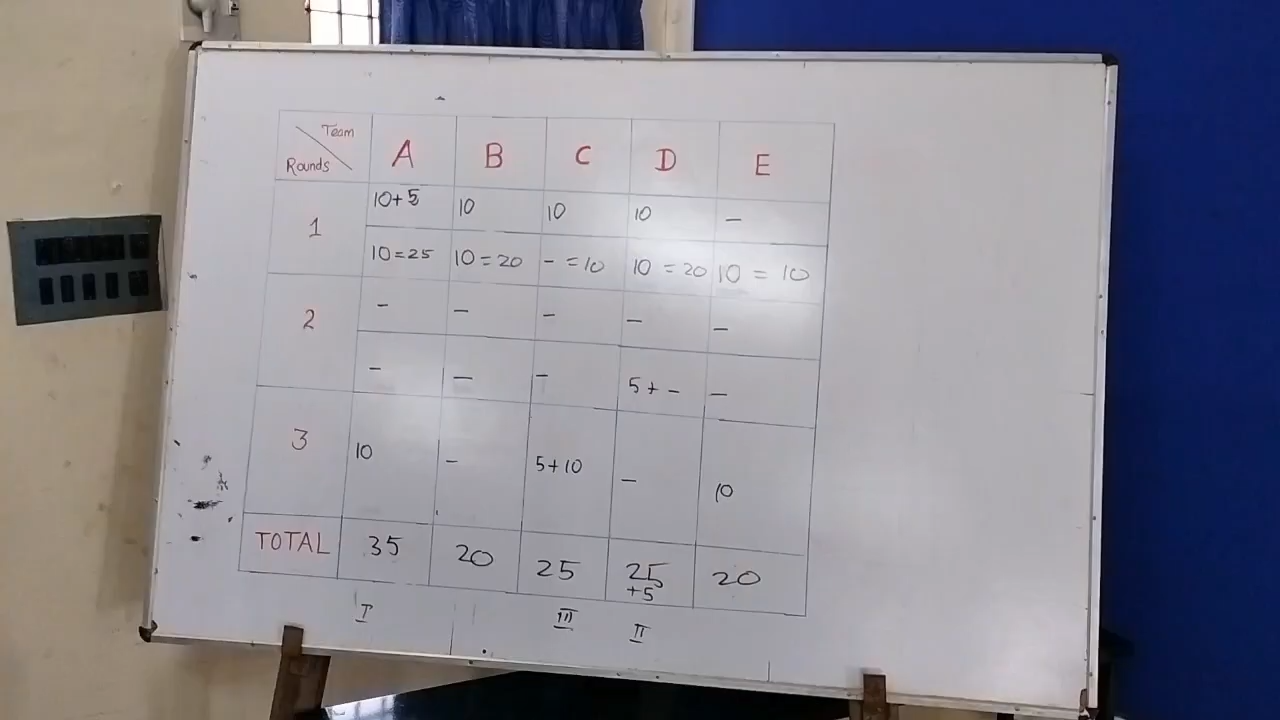 Team
Rounds A B C D E
1
10+5 10 10 10 -
10=25 10=20 - =10 10=20 10=10
2
- - - - -
- - - 5+- -
3 10 - 5+10 - 10
TOTAL 35 20 25 25 20
+5
I III II